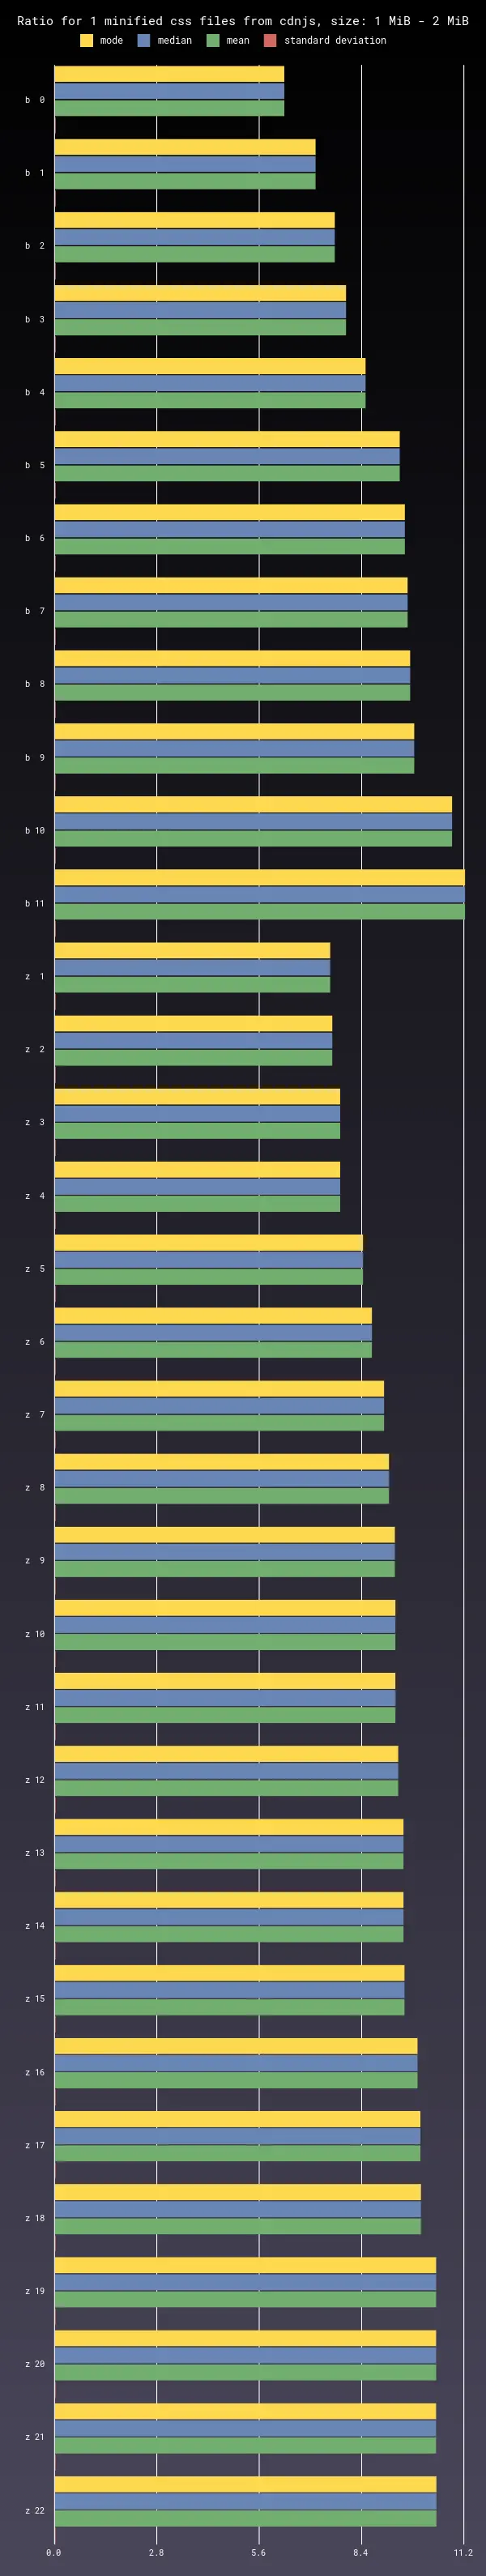 Ratio for 1 minified css files from cdnjs, size: 1 MiB - 2 MiB
mode median mean standard deviation
b 0
b 1
b 2
b 3
b 4
b 5
b 6
b 7
b 8
b 9
b 10
b 11
z 1
z 2
z 3
z 4
z 5
z 6
z 7
z 8
z 9
z 10
z 11
z 12
z 13
z 14
z 15
z 16
z 17
z 18
z 19
z 20
z 21
z 22
0.0 2.8 5.6 8.4 11.2